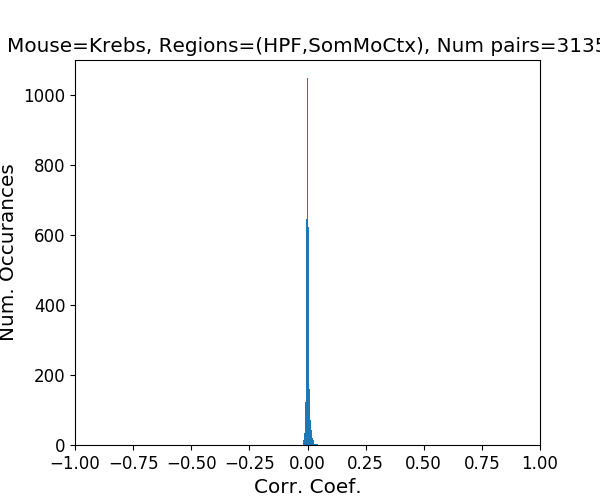 Mouse=Krebs, Regions=(HPF,SomMoCtx), Num pairs=3135
1000
800
600
400
200
0
Num. Occurances
−1.00 −0.75 −0.50 −0.25 0.00 0.25 0.50 0.75 1.00
Corr. Coef.